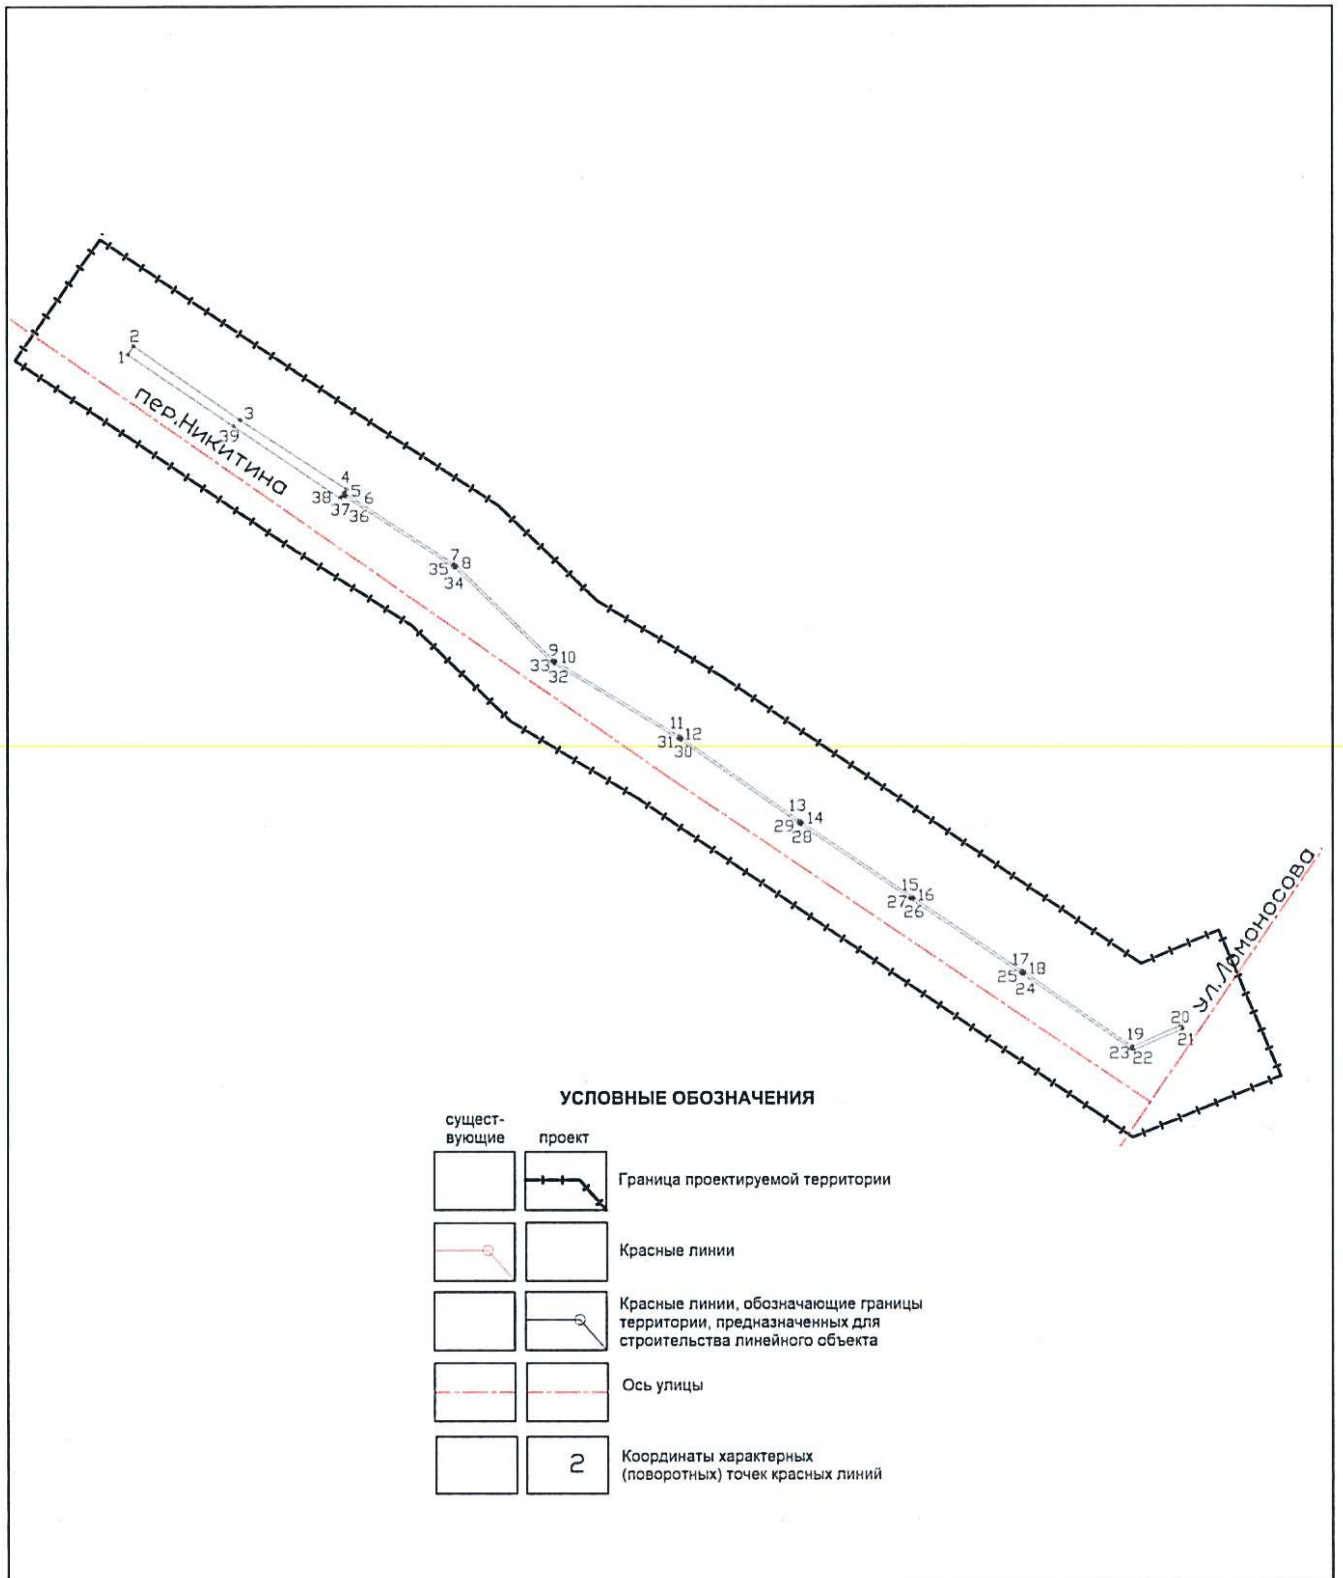 2
1
3
39
пер.Никитина
4
5
6
38
37
36
7
8
35
34
9
10
33
32
11
12
31
30
13
14
29
28
15
16
27
26
17
18
25
24
19
20
21
23
22
ул.Ломоносова
УСЛОВНЫЕ ОБОЗНАЧЕНИЯ
сущест-
вующие
проект
Граница проектируемой территории
Красные линии
Красные линии, обозначающие границы
территории, предназначенных для
строительства линейного объекта
Ось улицы
2
Координаты характерных
(поворотных) точек красных линий